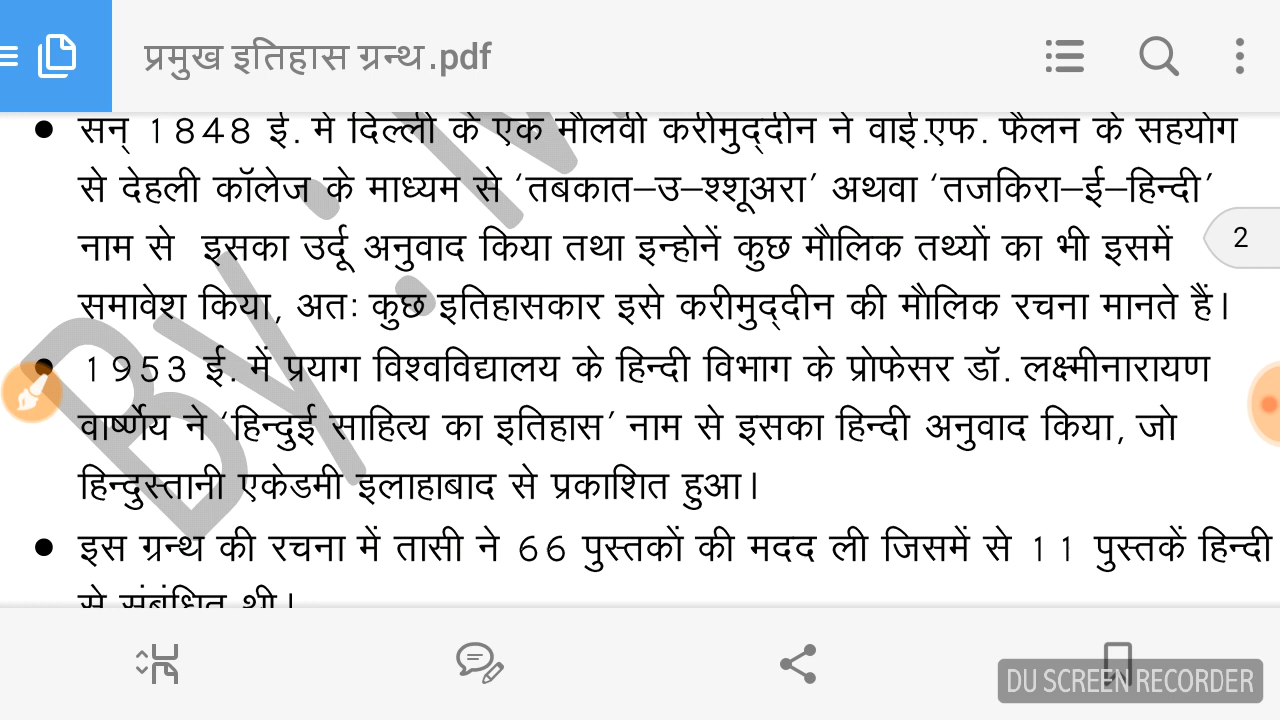 प्रमुख इतिहास ग्रन्थ.pdf
● सन् 1848 ई. में दिल्ली के एक मौलवी करीमुद्दीन ने वाई.एफ. फैलन के सहयोग
से देहली कॉलेज के माध्यम से ‘तबकात–उ–श्शूअरा’ अथवा ‘तजकिरा–ई–हिन्दी’
2
नाम से इसका उर्दू अनुवाद किया तथा इन्होनें कुछ मौलिक तथ्यों का भी इसमें
समावेश किया, अतः कुछ इतिहासकार इसे करीमुद्दीन की मौलिक रचना मानते हैं।
● 1953 ई. में प्रयाग विश्वविद्यालय के हिन्दी विभाग के प्रोफेसर डॉ. लक्ष्मीनारायण
वार्ष्णेय ने ‘हिन्दुई साहित्य का इतिहास’ नाम से इसका हिन्दी अनुवाद किया, जो
हिन्दुस्तानी एकेडमी इलाहाबाद से प्रकाशित हुआ।
● इस ग्रन्थ की रचना में तासी ने 66 पुस्तकों की मदद ली जिसमें से 11 पुस्तकें हिन्दी
से संबंधित थी।
By:
DU SCREEN RECORDER